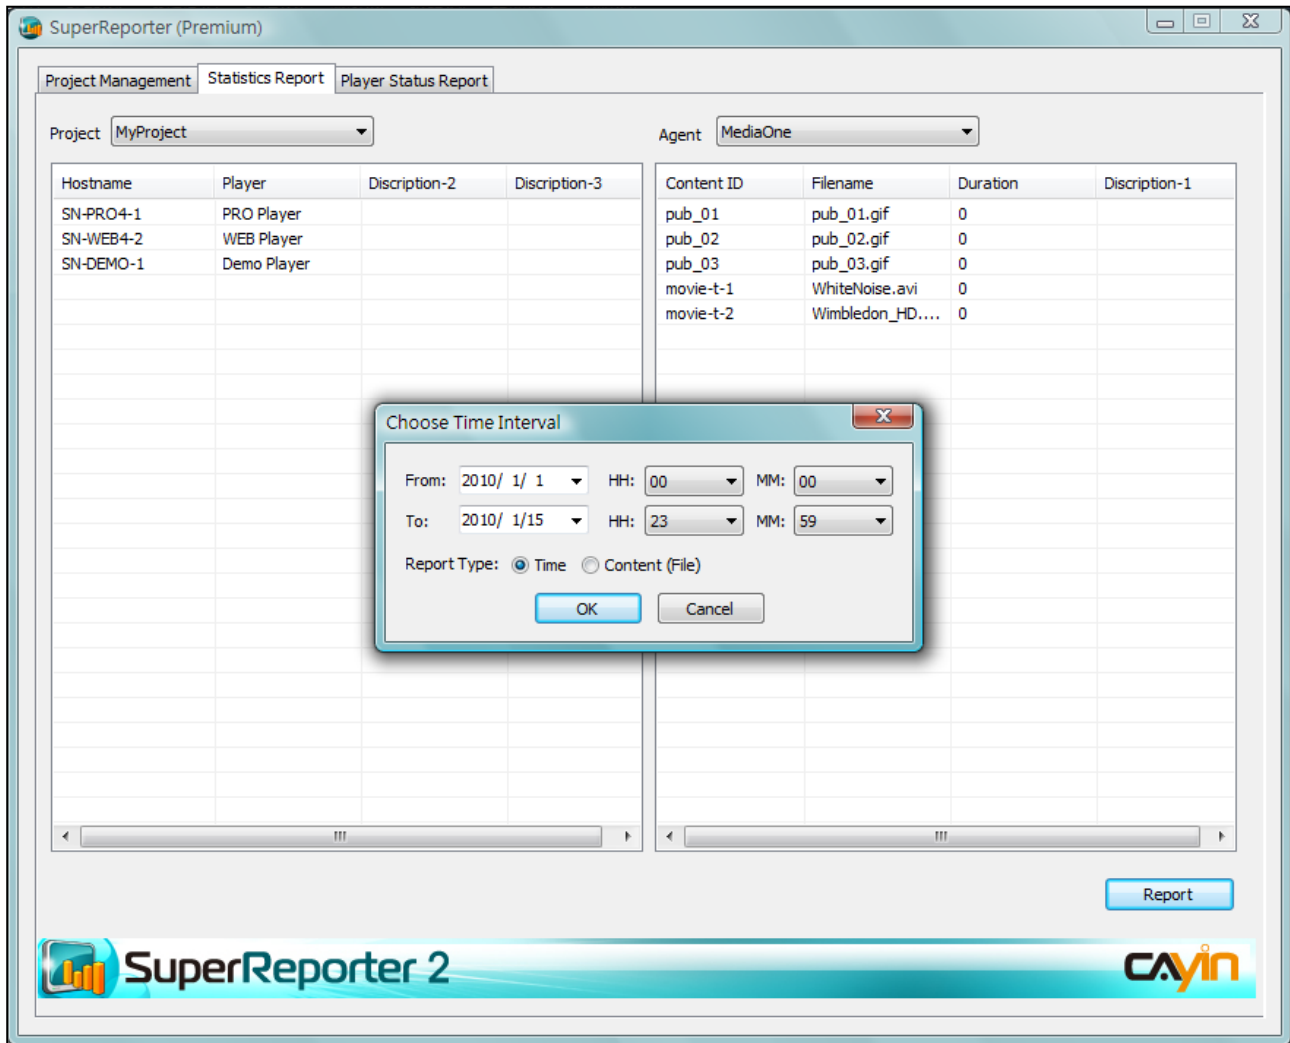 SuperReporter (Premium)
Project Management Statistics Report Player Status Report
Project MyProject Agent MediaOne
Hostname Player Discription-2 Discription-3 Content ID Filename Duration Discription-1
SN-PRO4-1 PRO Player pub_01 pub_01.gif 0
SN-WEB4-2 WEB Player pub_02 pub_02.gif 0
SN-DEMO-1 Demo Player pub_03 pub_03.gif 0
movie-t-1 WhiteNoise.avi 0
movie-t-2 Wimbledon_HD.... 0
Choose Time Interval
From: 2010/ 1/ 1 HH: 00 MM: 00
To: 2010/ 1/15 HH: 23 MM: 59
Report Type: Time Content (File)
OK Cancel
Report
SuperReporter 2 CAYIN